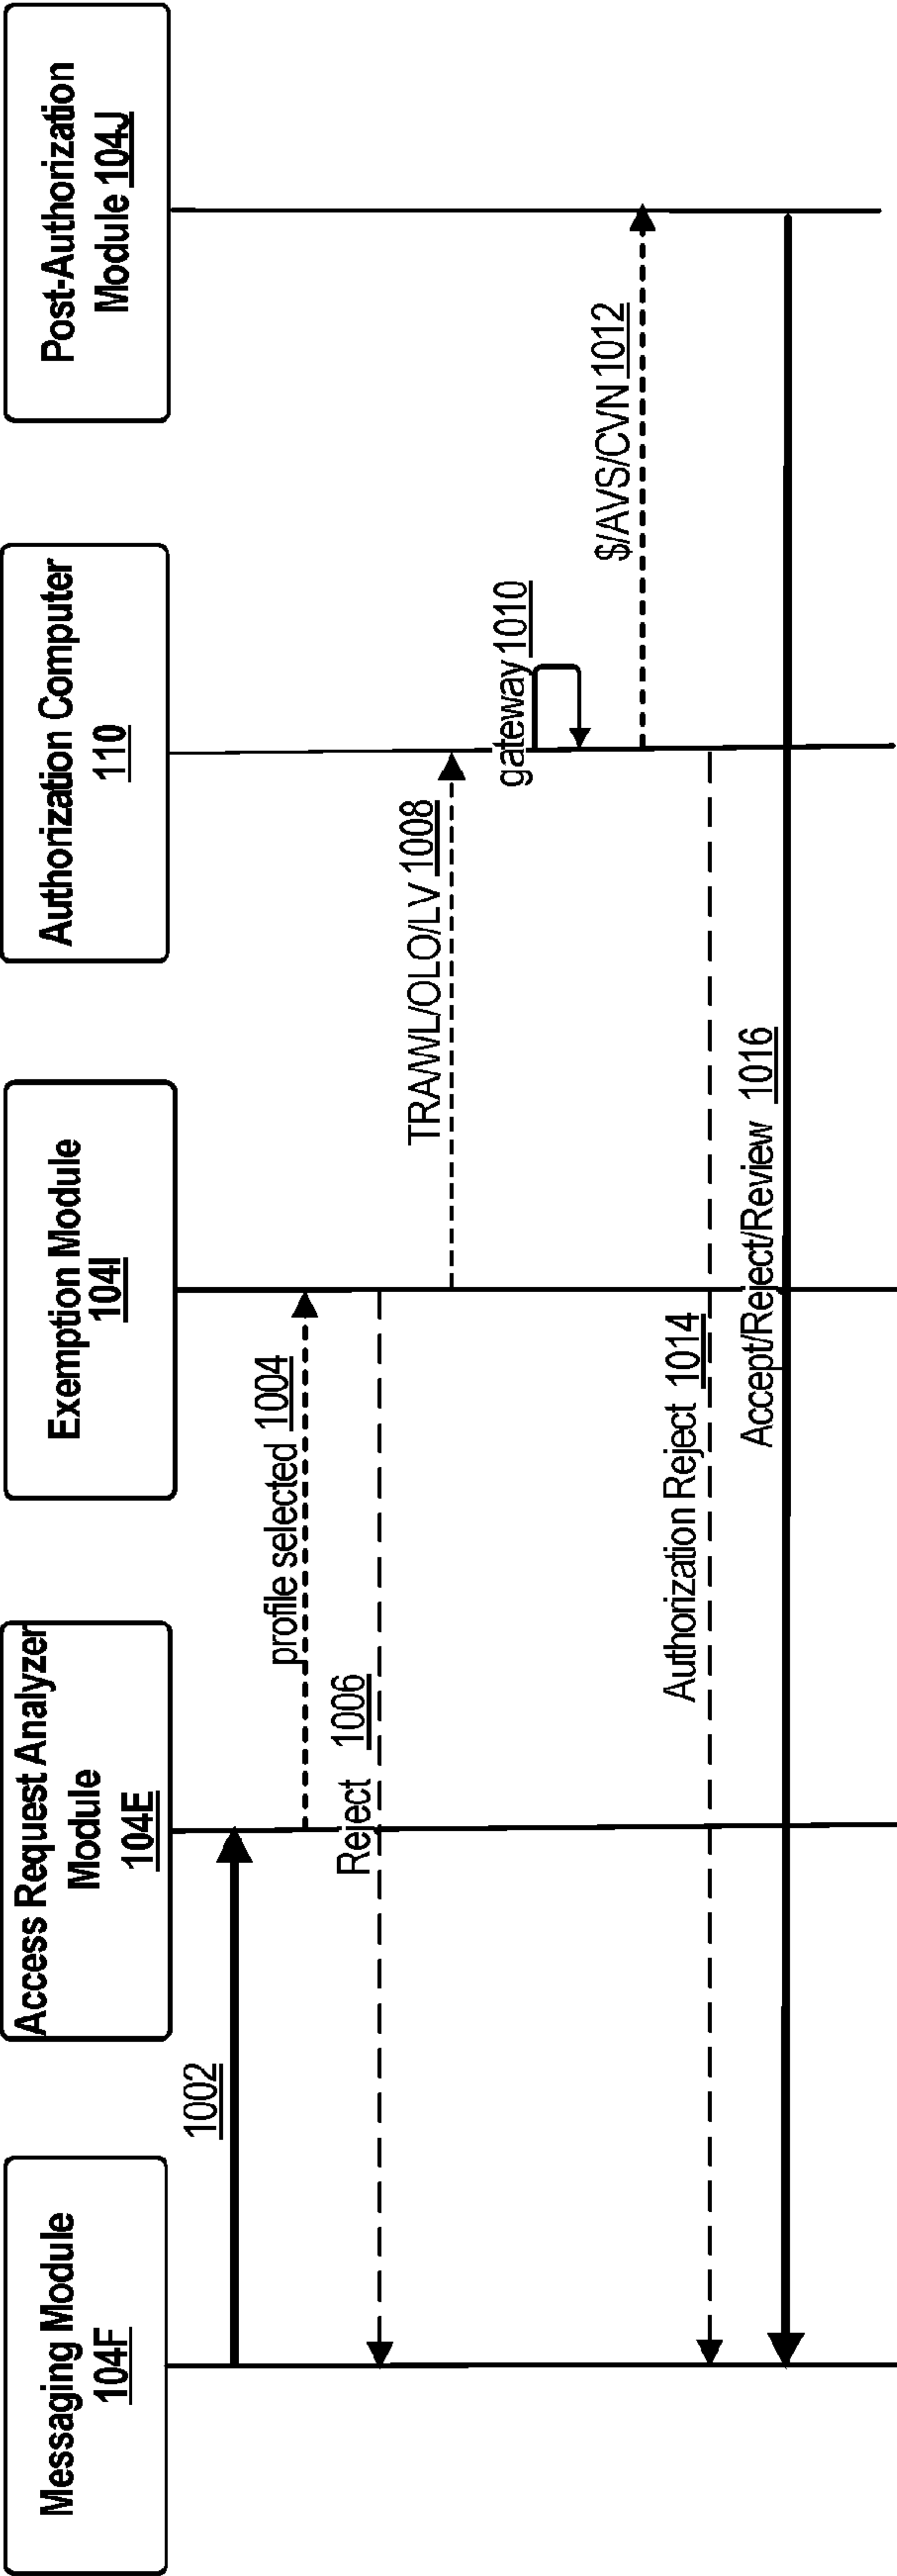 Messaging Module
104F
Access Request Analyzer
Module
104E
Exemption Module
104I
Authorization Computer
110
Post-Authorization
Module 104J
1002
profile selected 1004
Reject 1006
TRA/WL/OLO/LV 1008
gateway 1010
$/AVS/CVN 1012
Authorization Reject 1014
Accept/Reject/Review 1016